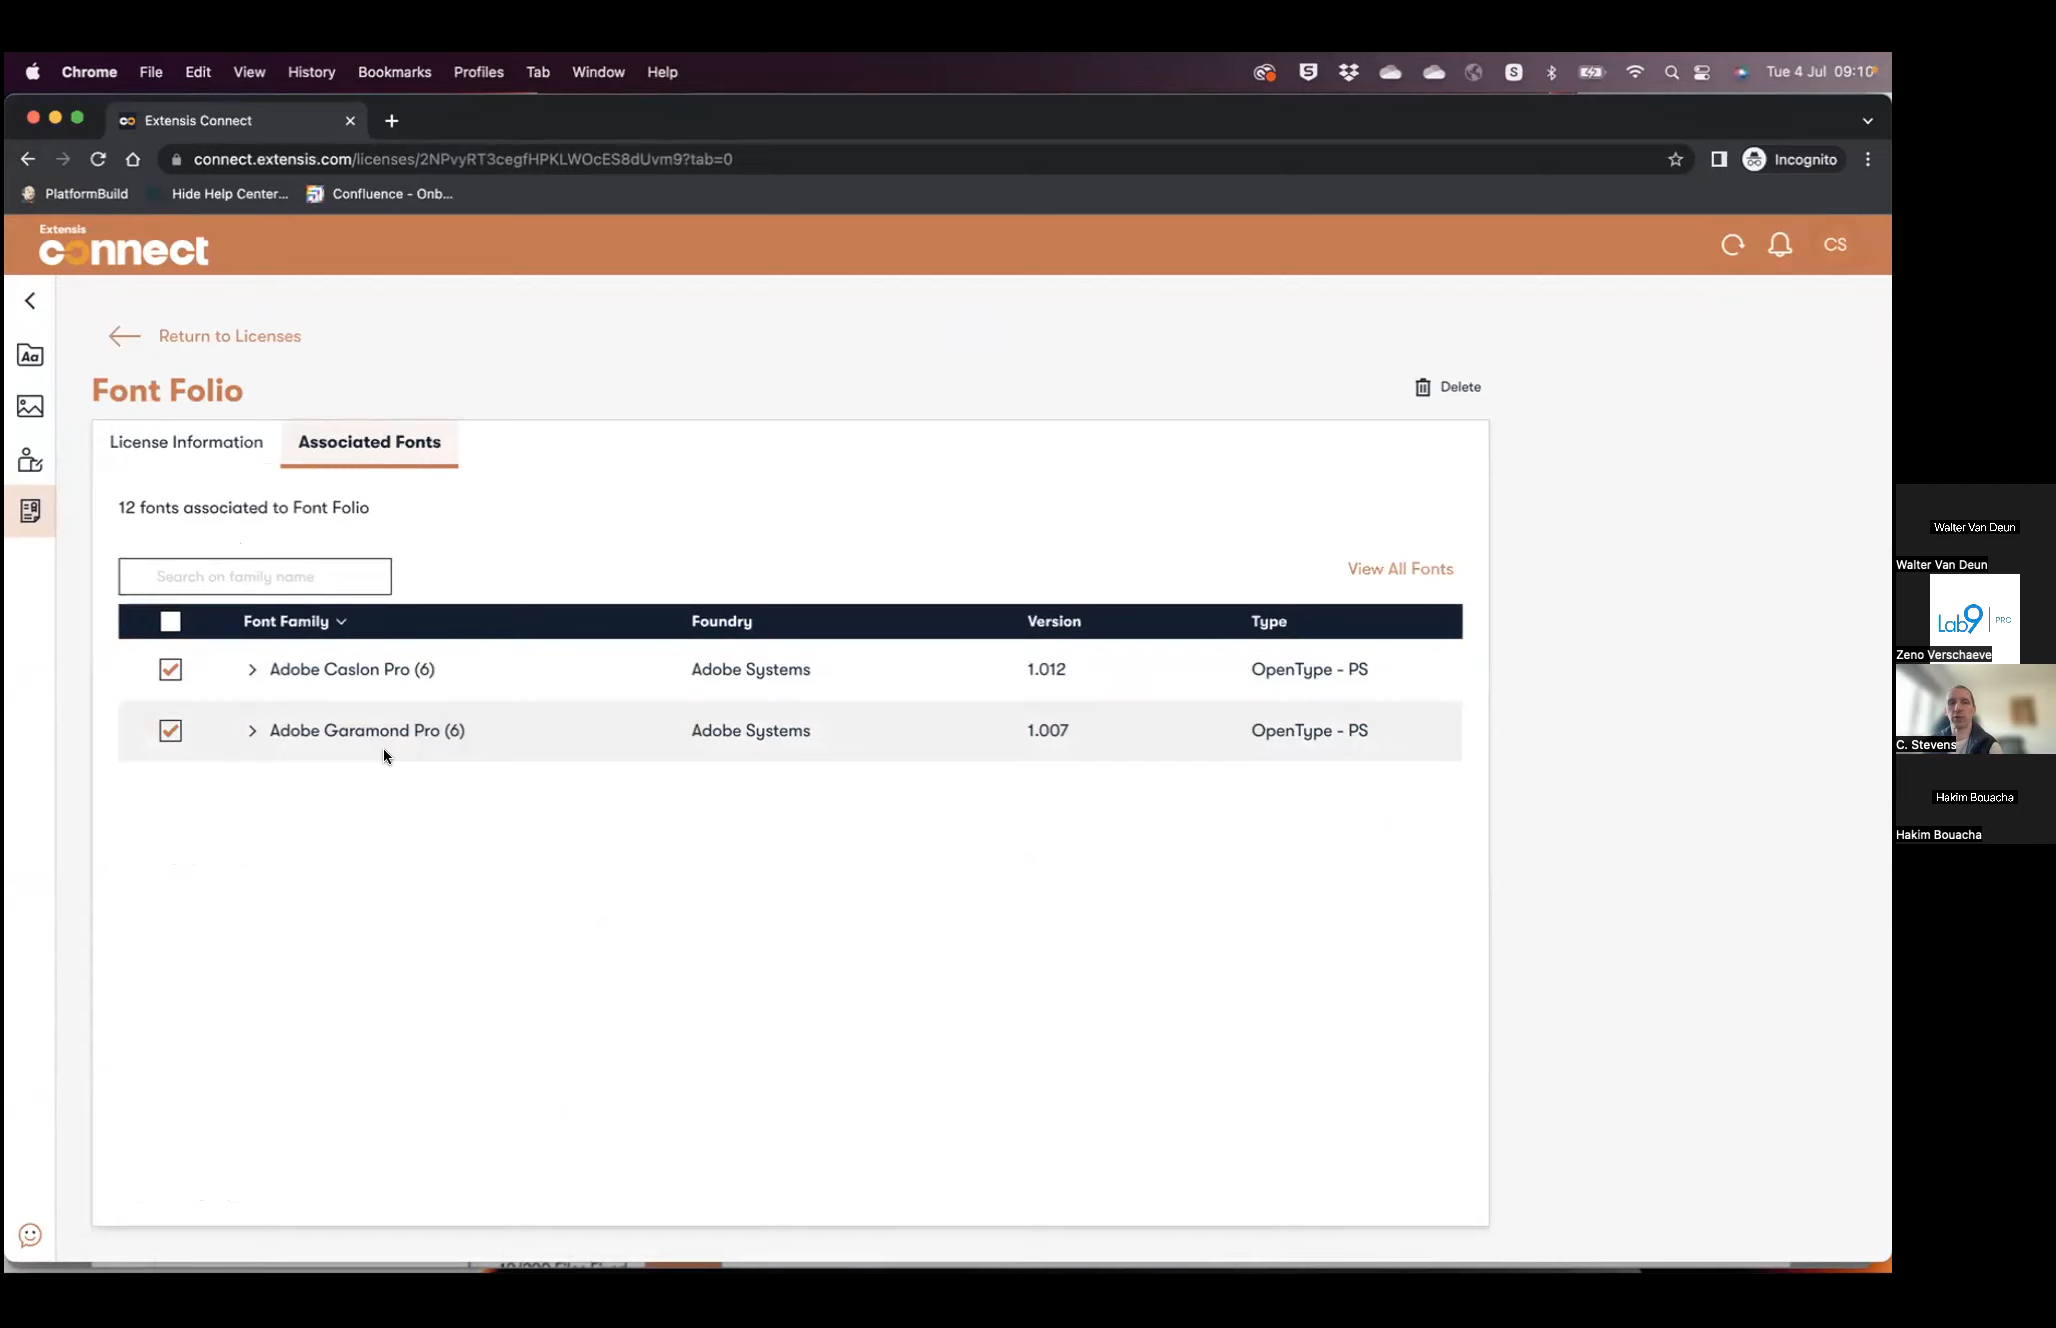 Chrome File Edit View History Bookmarks Profiles Tab Window Help
Tue 4 Jul 09:10
Extensis Connect
connect.extensis.com/licenses/2NPvyRT3cegfHPKLWOcES8dUvm9?tab=0
Incognito
PlatformBuild
Hide Help Center...
Confluence - Onb...
Extensis
connect
CS
Return to Licenses
Font Folio
Delete
License Information
Associated Fonts
12 fonts associated to Font Folio
Search on family name
View All Fonts
Font Family Foundry Version Type
Adobe Caslon Pro (6) Adobe Systems 1.012 OpenType - PS
Adobe Garamond Pro (6) Adobe Systems 1.007 OpenType - PS
Walter Van Deun
Walter Van Deun
Lab9 PRO
Zeno Verschaeve
C. Stevens
Hakim Bouacha
Hakim Bouacha